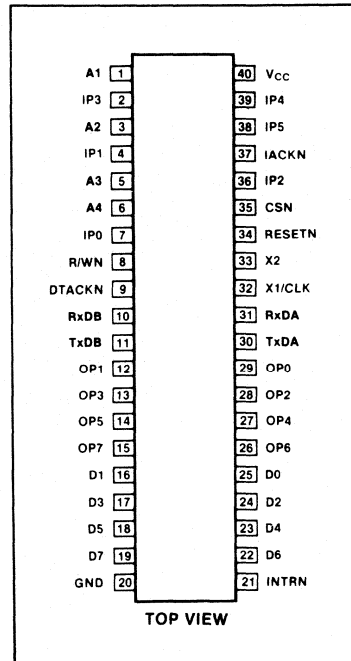 A1 1 40 VCC
IP3 2 39 IP4
A2 3 38 IP5
IP1 4 37 IACKN
A3 5 36 IP2
A4 6 35 CSN
IP0 7 34 RESETN
R/WN 8 33 X2
DTACKN 9 32 X1/CLK
RxDB 10 31 RxDA
TxDB 11 30 TxDA
OP1 12 29 OP0
OP3 13 28 OP2
OP5 14 27 OP4
OP7 15 26 OP6
D1 16 25 D0
D3 17 24 D2
D5 18 23 D4
D7 19 22 D6
GND 20 21 INTRN
TOP VIEW